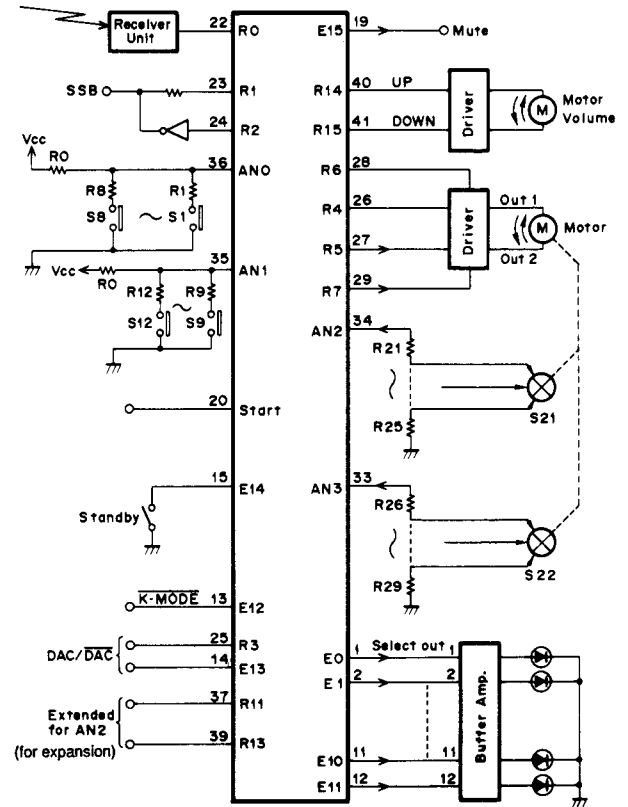 Receiver Unit
22 R0
SSB
23 R1
24 R2
Vcc
R0
36 AN0
R8 R1
S8 ~ S1
35 AN1
Vcc
R0
R12 ~ R9
S12 S9
20 Start
15 E14
Standby
K-MODE 13 E12
DAC/DAC
25 R3
14 E13
Extended for AN2
(for expansion)
37 R11
39 R13
E15 19 Mute
R14 40 UP
R15 41 DOWN
Driver
M
Motor Volume
R6 28
R4 26
R5 27
R7 29
Driver
Out 1
Out 2
M
Motor
AN2 34
R21
R25
S21
AN3 33
R26
R29
S22
E0 1 Select out 1
E1 2 2
E10 11 11
E11 12 12
Buffer Amp.